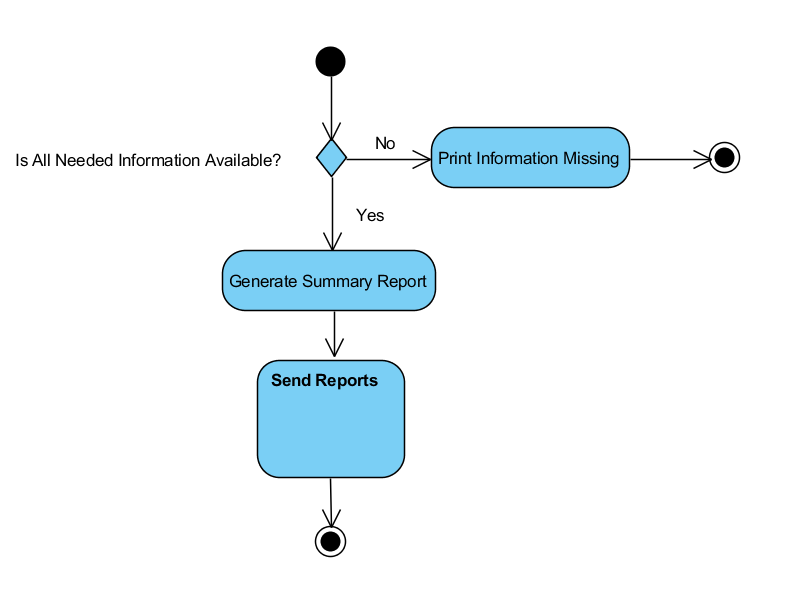 No
Is All Needed Information Available?
Print Information Missing
Yes
Generate Summary Report
Send Reports